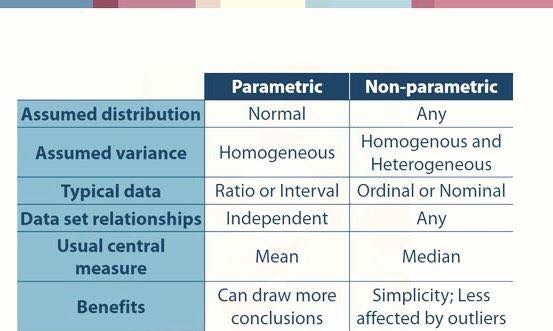 Parametric Non-parametric
Assumed distribution Normal Any
Assumed variance Homogeneous Homogenous and
Heterogeneous
Typical data Ratio or Interval Ordinal or Nominal
Data set relationships Independent Any
Usual central
measure Mean Median
Benefits Can draw more
conclusions Simplicity; Less
affected by outliers